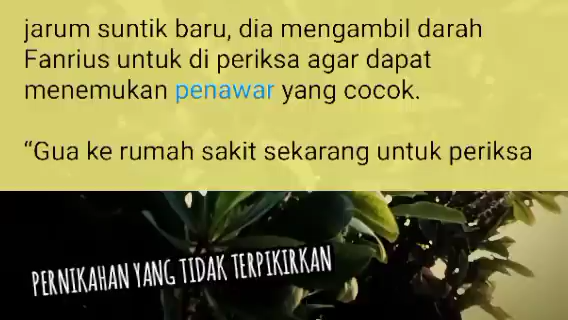 jarum suntik baru, dia mengambil darah
Fanrius untuk di periksa agar dapat
menemukan penawar yang cocok.
“Gua ke rumah sakit sekarang untuk periksa
PERNIKAHAN YANG TIDAK TERPIKIRKAN